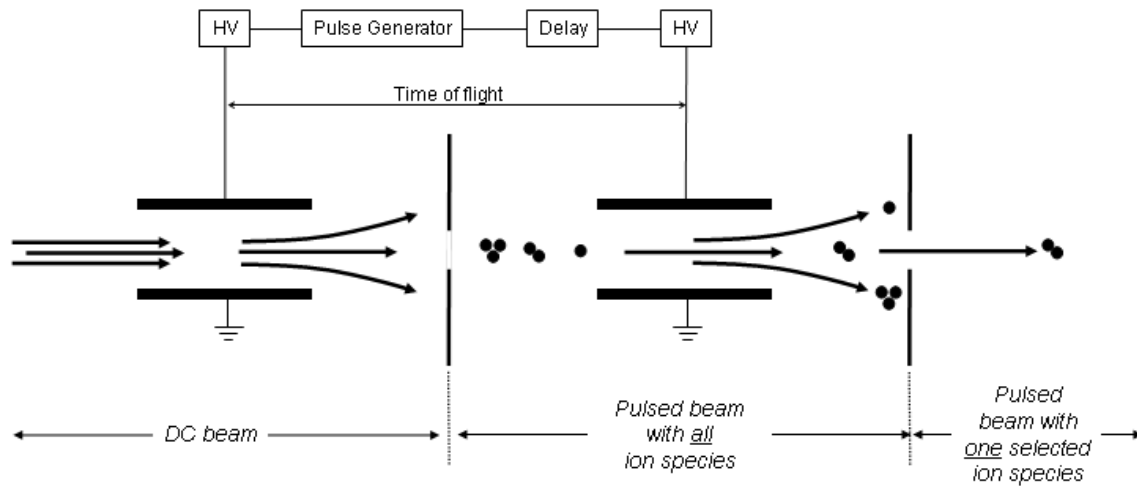 HV
Pulse Generator
Delay
HV
Time of flight
DC beam
Pulsed beam
with all
ion species
Pulsed
beam with
one selected
ion species